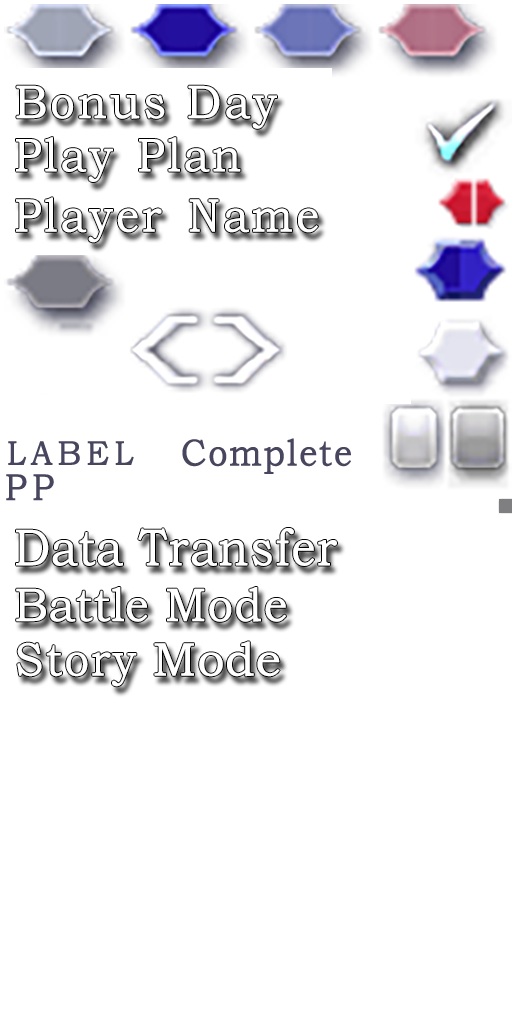 Bonus Day
Play Plan
Player Name
LABEL Complete
PP
Data Transfer
Battle Mode
Story Mode